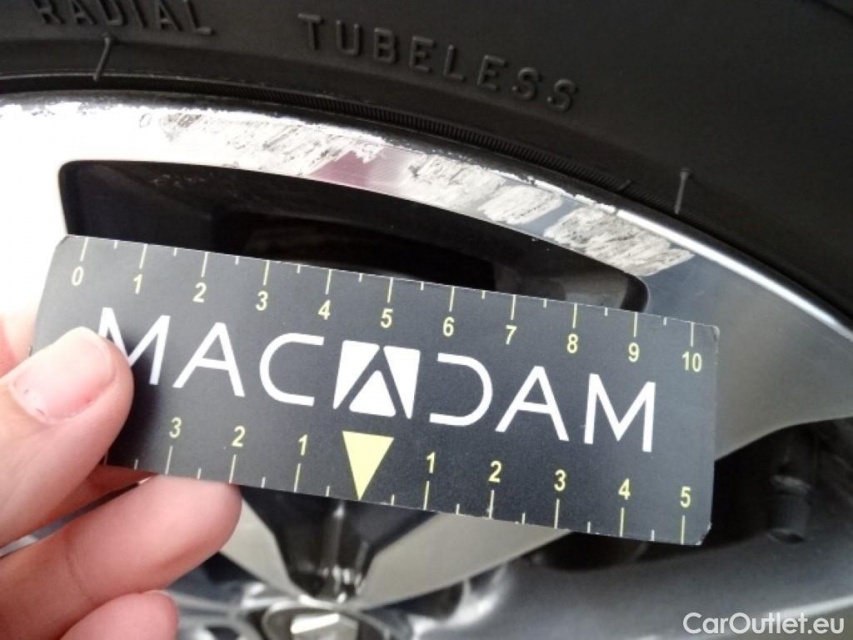 RADIAL TUBELESS
0 1 2 3 4 5 6 7 8 9 10
MACADAM
3 2 1 1 2 3 4 5
CarOutlet.eu